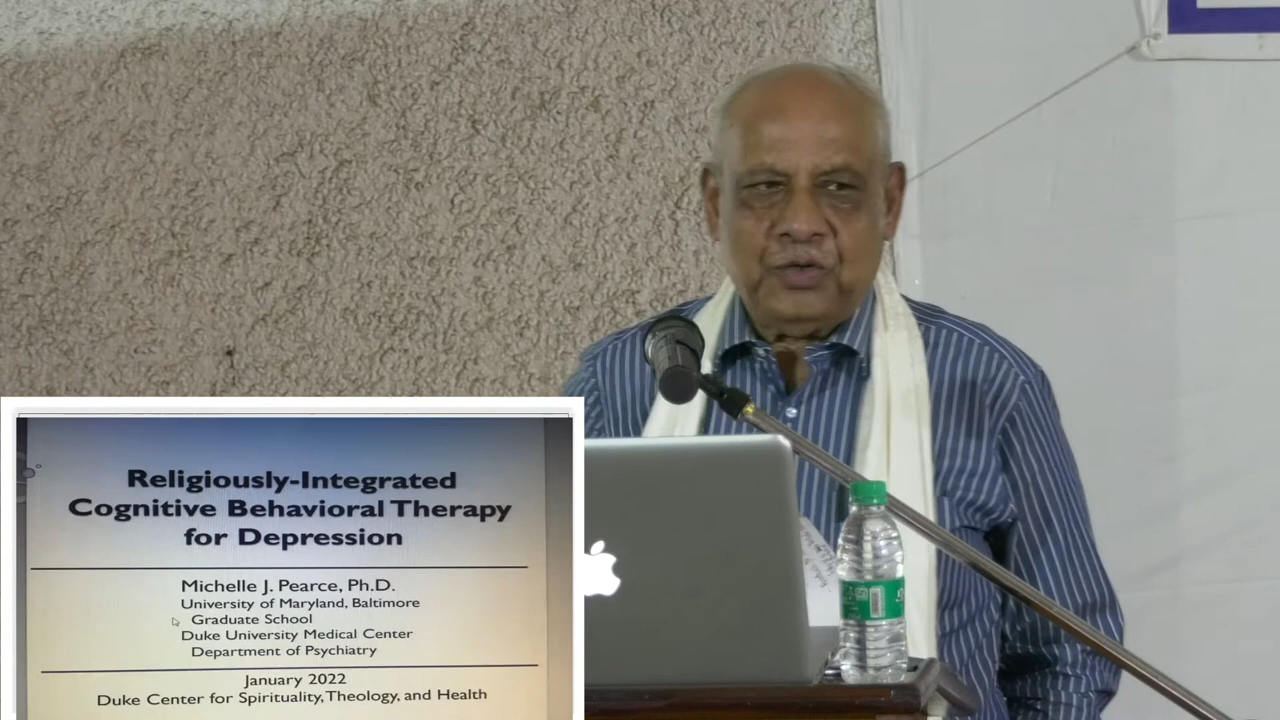 Religiously-Integrated
Cognitive Behavioral Therapy
for Depression
Michelle J. Pearce, Ph.D.
University of Maryland, Baltimore
Graduate School
Duke University Medical Center
Department of Psychiatry
January 2022
Duke Center for Spirituality, Theology, and Health